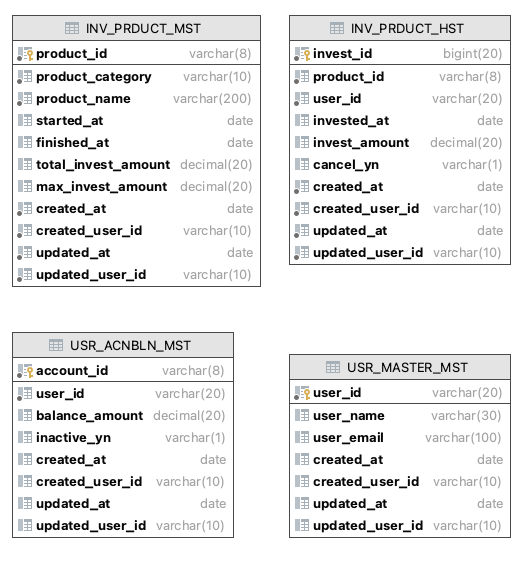 INV_PRDUCT_MST
product_id varchar(8)
product_category varchar(10)
product_name varchar(200)
started_at date
finished_at date
total_invest_amount decimal(20)
max_invest_amount decimal(20)
created_at date
created_user_id varchar(10)
updated_at date
updated_user_id varchar(10)
INV_PRDUCT_HST
invest_id bigint(20)
product_id varchar(8)
user_id varchar(20)
invested_at date
invest_amount decimal(20)
cancel_yn varchar(1)
created_at date
created_user_id varchar(10)
updated_at date
updated_user_id varchar(10)
USR_ACNBLN_MST
account_id varchar(8)
user_id varchar(20)
balance_amount decimal(20)
inactive_yn varchar(1)
created_at date
created_user_id varchar(10)
updated_at date
updated_user_id varchar(10)
USR_MASTER_MST
user_id varchar(20)
user_name varchar(30)
user_email varchar(100)
created_at date
created_user_id varchar(10)
updated_at date
updated_user_id varchar(10)